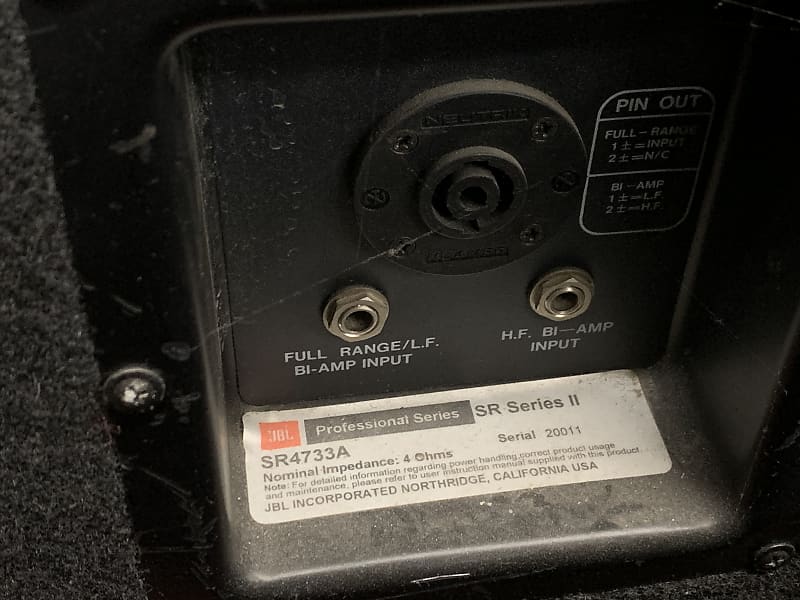 NEUTRIK
PIN OUT
FULL-RANGE
1 ±=INPUT
2 ±=N/C
BI-AMP
1 ±=L.F.
2 ±=H.F.
FULL RANGE/L.F.
BI-AMP INPUT
H.F. BI-AMP
INPUT
JBL Professional Series SR Series II
SR4733A Serial 20011
Nominal Impedance: 4 Ohms
Note: For detailed information regarding power handling, correct product usage
and maintenance, please refer to user instruction manual supplied with this product.
JBL INCORPORATED NORTHRIDGE, CALIFORNIA USA